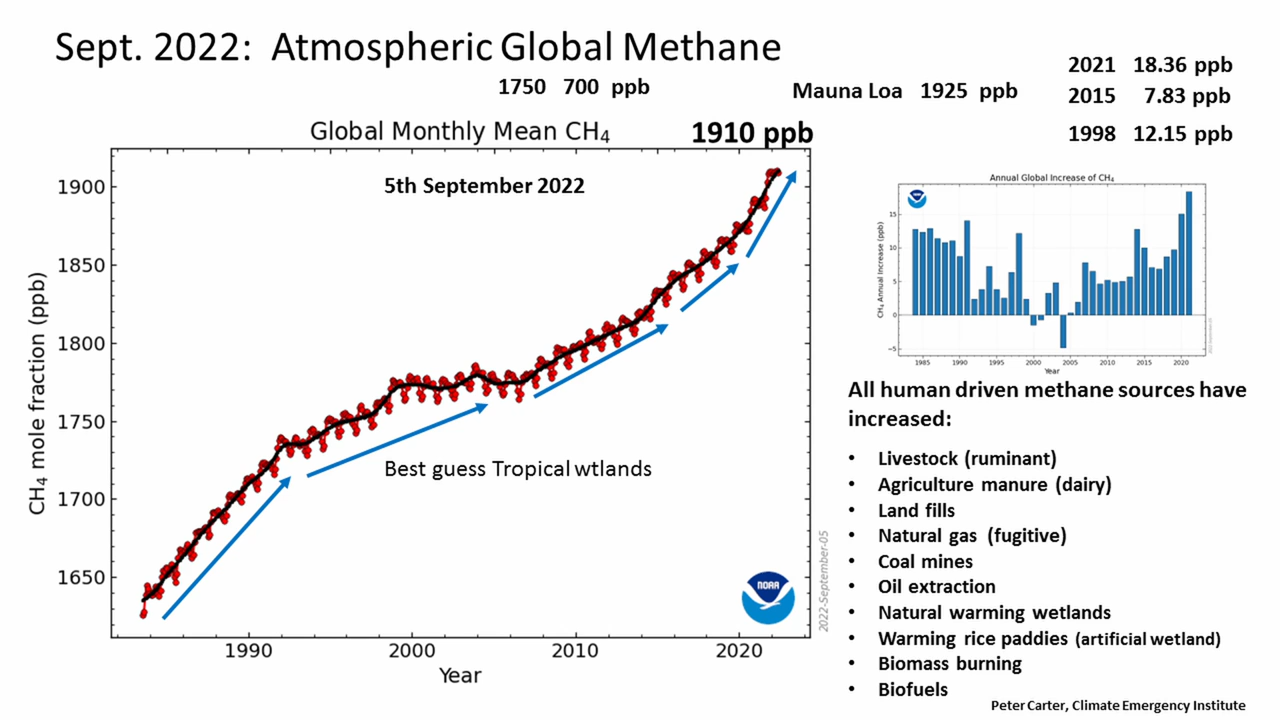 Sept. 2022:  Atmospheric Global Methane
1750  700  ppb
Mauna Loa  1925  ppb
2021  18.36 ppb
2015  7.83 ppb
1998  12.15 ppb
Global Monthly Mean CH₄
1910 ppb
5th September 2022
1900
1850
1800
1750
1700
1650
CH₄ mole fraction (ppb)
Best guess Tropical wtlands
NOAA
2022-September-05
1990
2000
2010
2020
Year
Annual Global Increase of CH₄
15
10
5
0
−5
CH₄ Annual Increase (ppb)
1985
1990
1995
2000
2005
2010
2015
2020
Year
All human driven methane sources have
increased:
• Livestock (ruminant)
• Agriculture manure (dairy)
• Land fills
• Natural gas (fugitive)
• Coal mines
• Oil extraction
• Natural warming wetlands
• Warming rice paddies (artificial wetland)
• Biomass burning
• Biofuels
Peter Carter, Climate Emergency Institute